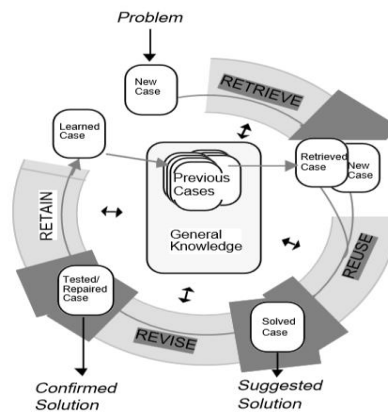 Problem
New
Case
RETRIEVE
Learned
Case
Retrieved
Case
New
Case
Previous
Cases
General
Knowledge
RETAIN
REUSE
Tested/
Repaired
Case
REVISE
Solved
Case
Confirmed
Solution
Suggested
Solution